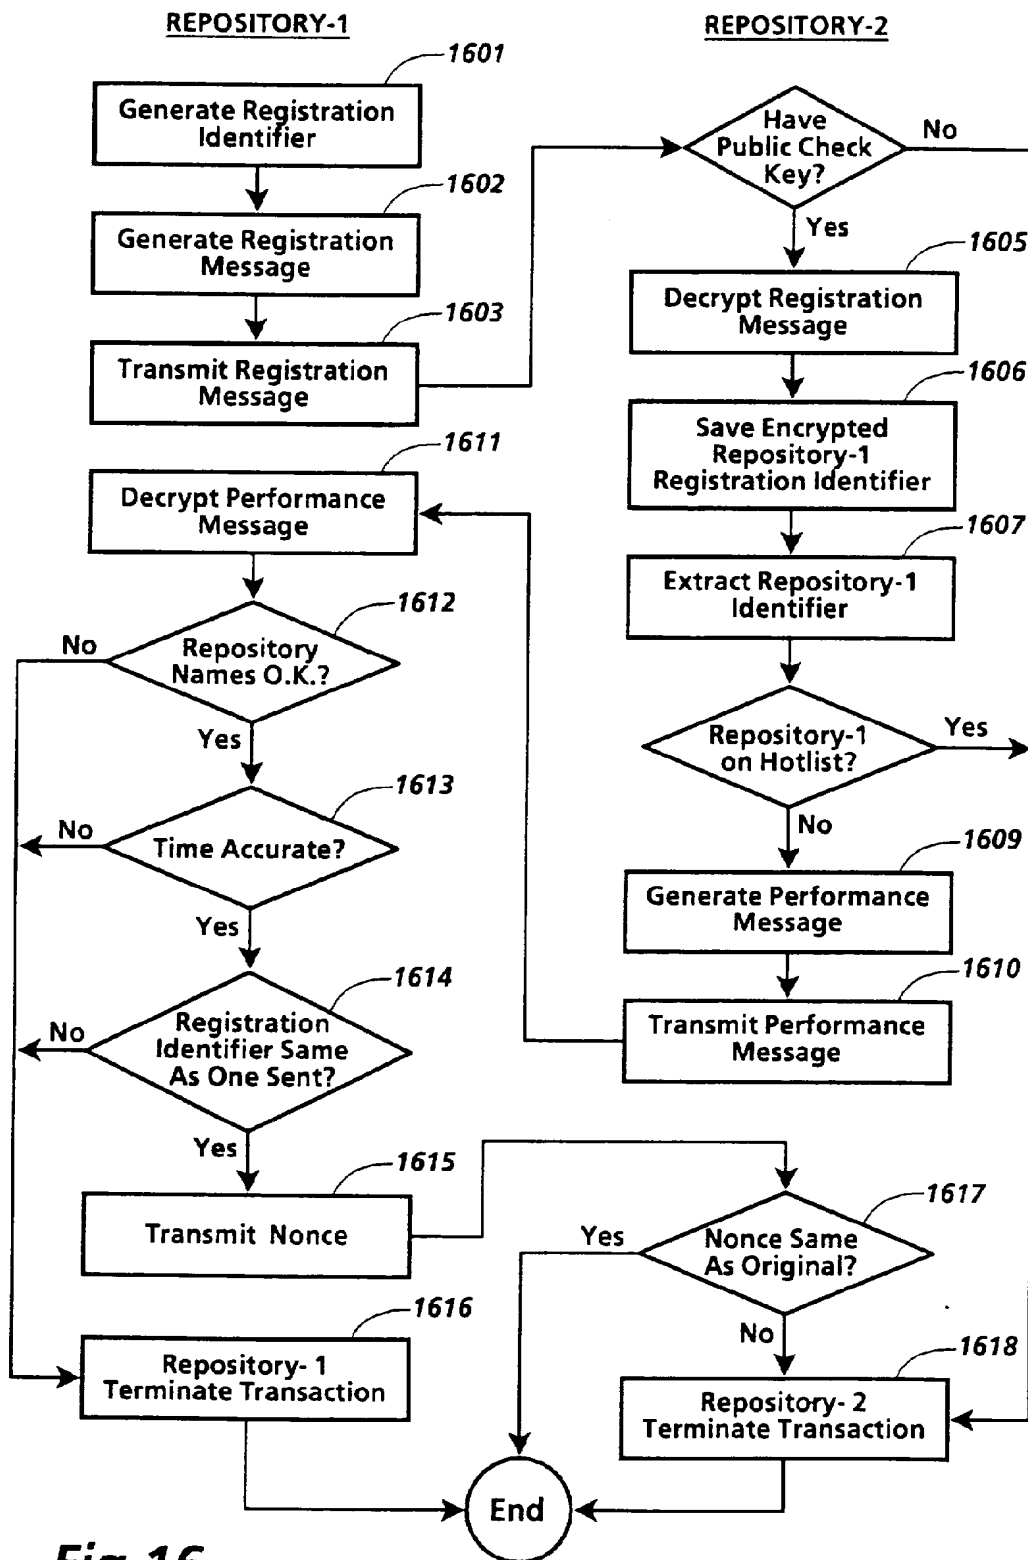 REPOSITORY-1
1601
Generate Registration
Identifier
1602
Generate Registration
Message
1603
Transmit Registration
Message
1611
Decrypt Performance
Message
1612
Repository
Names O.K.?
No
Yes
1613
Time Accurate?
No
Yes
1614
Registration
Identifier Same
As One Sent?
No
Yes
1615
Transmit Nonce
1616
Repository- 1
Terminate Transaction
REPOSITORY-2
Have
Public Check
Key?
No
Yes
1605
Decrypt Registration
Message
1606
Save Encrypted
Repository-1
Registration Identifier
1607
Extract Repository-1
Identifier
Repository-1
on Hotlist?
Yes
No
1609
Generate Performance
Message
1610
Transmit Performance
Message
1617
Nonce Same
As Original?
Yes
No
1618
Repository- 2
Terminate Transaction
End